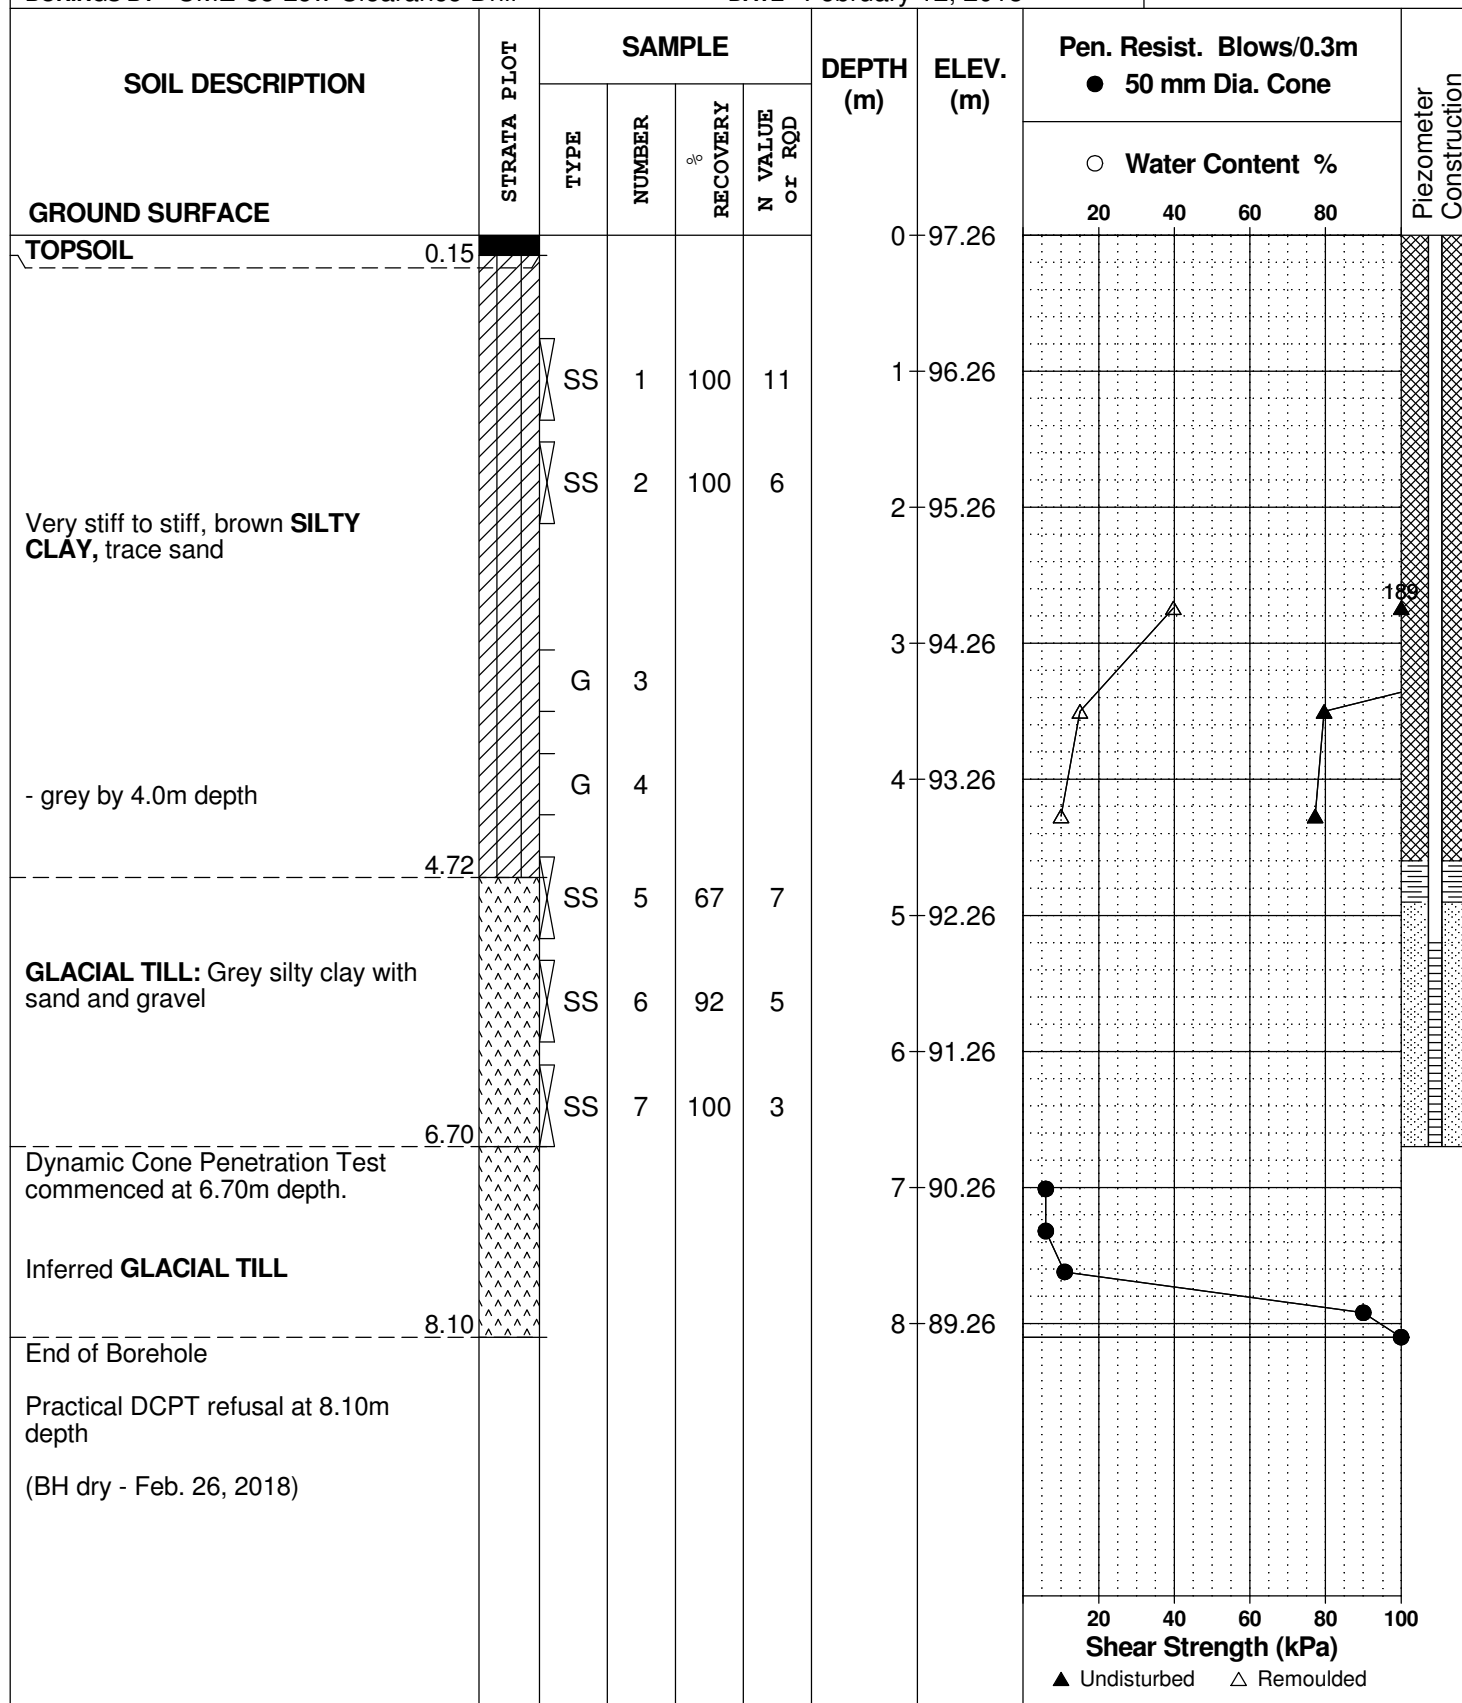 SOIL DESCRIPTION
GROUND SURFACE
STRATA PLOT
SAMPLE
TYPE
NUMBER
% RECOVERY
N VALUE or RQD
DEPTH (m)
ELEV. (m)
Pen. Resist. Blows/0.3m
● 50 mm Dia. Cone
○ Water Content %
20 40 60 80
Piezometer Construction
TOPSOIL 0.15
0 97.26
SS 1 100 11
1 96.26
SS 2 100 6
2 95.26
Very stiff to stiff, brown SILTY
CLAY, trace sand
189
3 94.26
G 3
G 4
4 93.26
- grey by 4.0m depth
4.72
SS 5 67 7
5 92.26
GLACIAL TILL: Grey silty clay with
sand and gravel
SS 6 92 5
6 91.26
SS 7 100 3
6.70
Dynamic Cone Penetration Test
commenced at 6.70m depth.
7 90.26
Inferred GLACIAL TILL
8.10
8 89.26
End of Borehole
Practical DCPT refusal at 8.10m
depth
(BH dry - Feb. 26, 2018)
20 40 60 80 100
Shear Strength (kPa)
▲ Undisturbed △ Remoulded